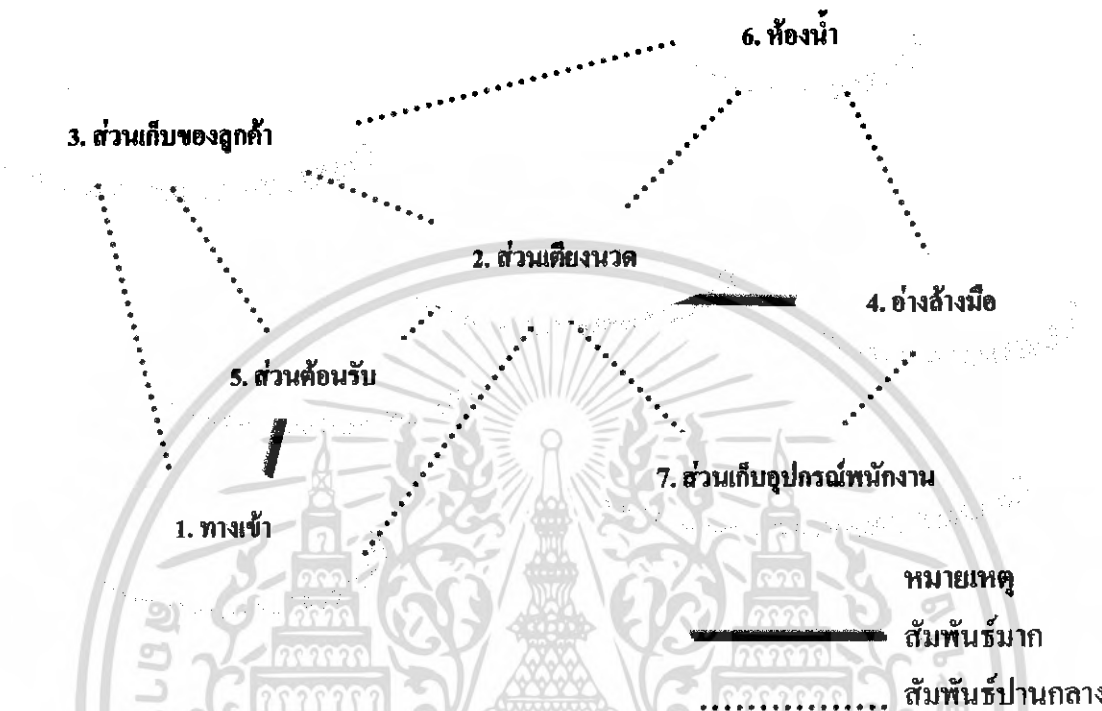 6. ห้องน้ำ
3. ส่วนเก็บของลูกค้า
2. ส่วนเตียงนวด
4. อ่างล้างมือ
5. ส่วนต้อนรับ
7. ส่วนเก็บอุปกรณ์พนักงาน
1. ทางเข้า
หมายเหตุ
สัมพันธ์มาก
สัมพันธ์ปานกลาง